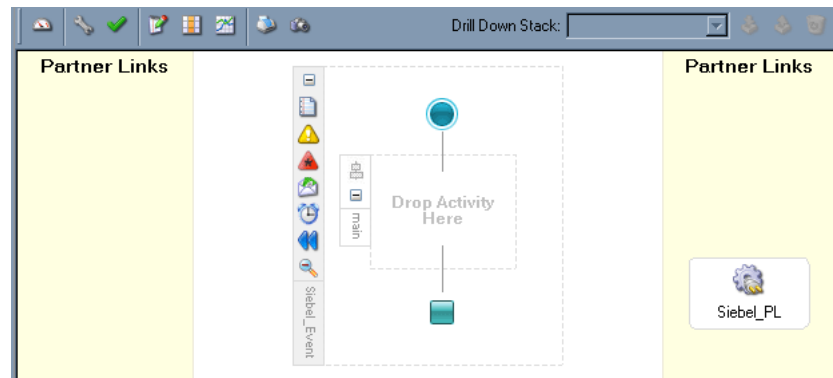 Drill Down Stack:
Partner Links
Partner Links
Drop Activity
Here
main
Siebel_Event
Siebel_PL